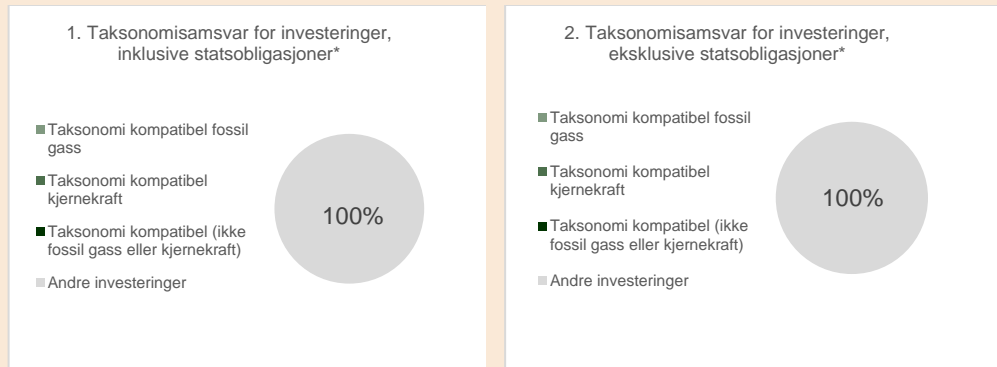 1. Taksonomisamsvar for investeringer,
inklusive statsobligasjoner*
Taksonomi kompatibel fossil
gass
Taksonomi kompatibel
kjernekraft
Taksonomi kompatibel (ikke
fossil gass eller kjernekraft)
Andre investeringer
100%
2. Taksonomisamsvar for investeringer,
eksklusive statsobligasjoner*
Taksonomi kompatibel fossil
gass
Taksonomi kompatibel
kjernekraft
Taksonomi kompatibel (ikke
fossil gass eller kjernekraft)
Andre investeringer
100%